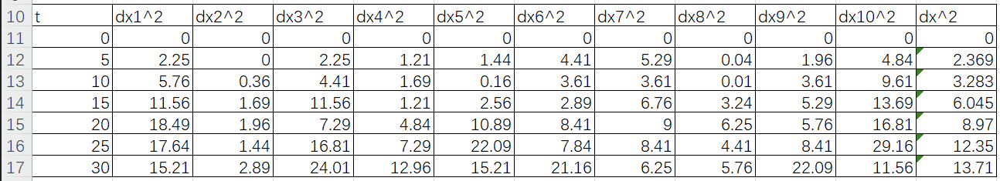 10 t dx1^2 dx2^2 dx3^2 dx4^2 dx5^2 dx6^2 dx7^2 dx8^2 dx9^2 dx10^2 dx^2
11 0 0 0 0 0 0 0 0 0 0 0 0
12 5 2.25 0 2.25 1.21 1.44 4.41 5.29 0.04 1.96 4.84 2.369
13 10 5.76 0.36 4.41 1.69 0.16 3.61 3.61 0.01 3.61 9.61 3.283
14 15 11.56 1.69 11.56 1.21 2.56 2.89 6.76 3.24 5.29 13.69 6.045
15 20 18.49 1.96 7.29 4.84 10.89 8.41 9 6.25 5.76 16.81 8.97
16 25 17.64 1.44 16.81 7.29 22.09 7.84 8.41 4.41 8.41 29.16 12.35
17 30 15.21 2.89 24.01 12.96 15.21 21.16 6.25 5.76 22.09 11.56 13.71